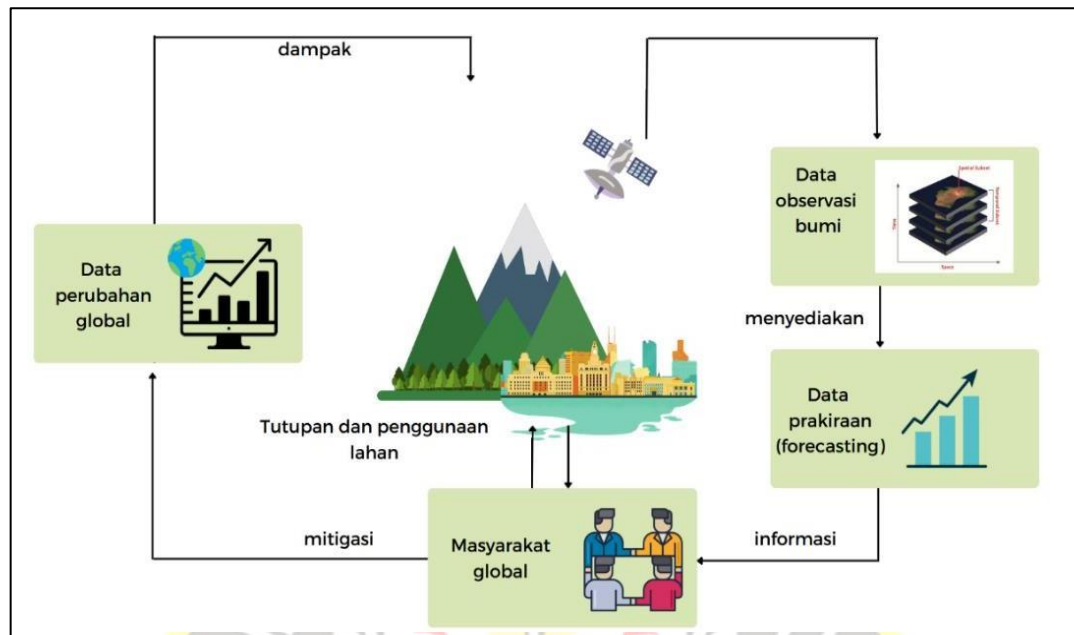 dampak
Data
observasi
bumi
Data
perubahan
global
menyediakan
Data
prakiraan
(forecasting)
Tutupan dan penggunaan
lahan
mitigasi
Masyarakat
global
informasi